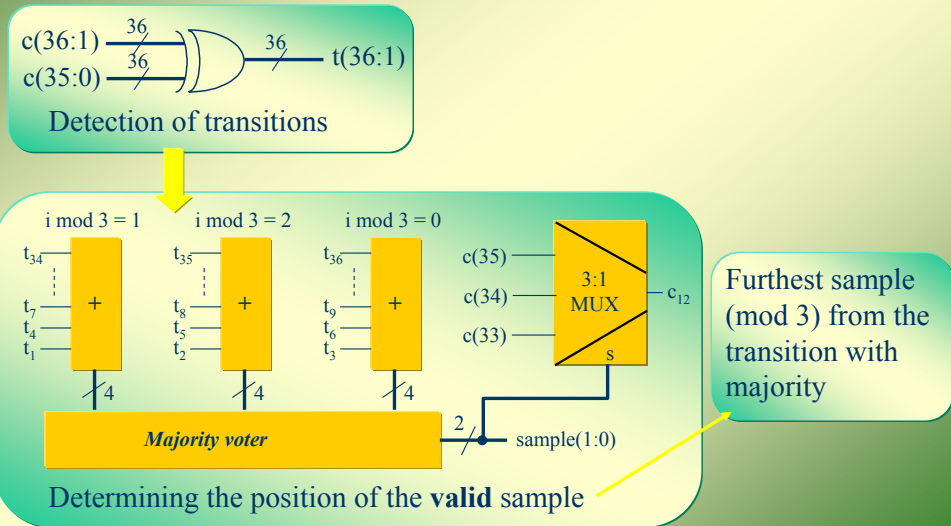 c(36:1)
36
c(35:0)
36
36
t(36:1)
Detection of transitions
i mod 3 = 1
i mod 3 = 2
i mod 3 = 0
t34
t7
t4
t1
+
4
t35
t8
t5
t2
+
4
t36
t9
t6
t3
+
4
c(35)
c(34)
c(33)
3:1
MUX
s
c12
Majority voter
2
sample(1:0)
Determining the position of the valid sample
Furthest sample
(mod 3) from the
transition with
majority